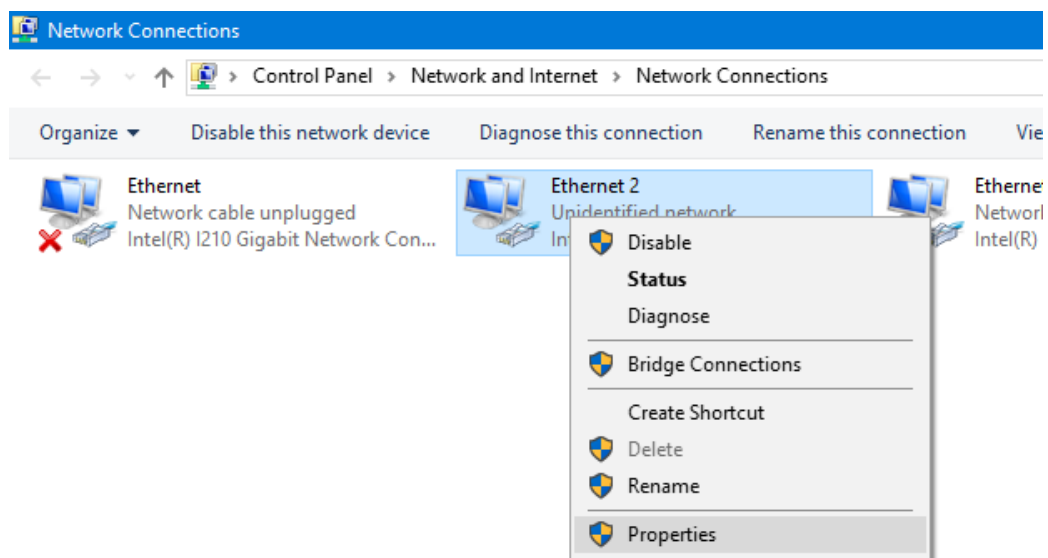 Network Connections
Control Panel > Network and Internet > Network Connections
Organize Disable this network device Diagnose this connection Rename this connection
Ethernet
Network cable unplugged
Intel(R) I210 Gigabit Network Con...
Ethernet 2
Unidentified network
Disable
Status
Diagnose
Bridge Connections
Create Shortcut
Delete
Rename
Properties
Intel(R)